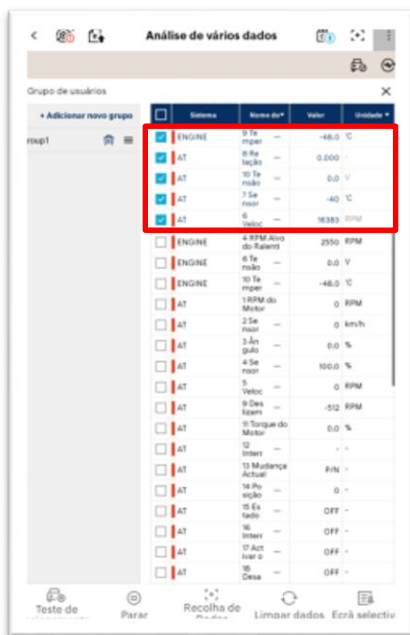 Análise de vários dados
Grupo de usuários
+ Adicionar novo grupo
roup1
Sistema Nome do Valor Unidade
ENGINE 9 Te mper -48.0 °C
AT 8 Re lação 0.000 -
AT 10 Te nsão 0.0 V
AT 7 Se nsor -40 °C
AT 6 Veloc 16383 RPM
ENGINE 4 RPM Alvo do Ralenti 2550 RPM
ENGINE 6 Te nsão 0.0 V
ENGINE 10 Te mper -48.0 °C
AT 1 RPM do Motor 0 RPM
AT 2 Se nsor 0 km/h
AT 3 Ân gulo 0.0 %
AT 4 Se nsor 100.0 %
AT 5 Veloc 0 RPM
AT 9 Des lizam -512 RPM
AT 11 Torque do Motor 0.0 %
AT 12 Interr - -
AT 13 Mudança Actual P/N -
AT 14 Po sição 0 -
AT 15 Es tado OFF -
AT 16 Interr OFF -
AT 17 Act ivar o OFF -
AT 18 Desa OFF -
Teste de
Parar
Recolha de
Dados
Limpar dados
Ecrã selectiv